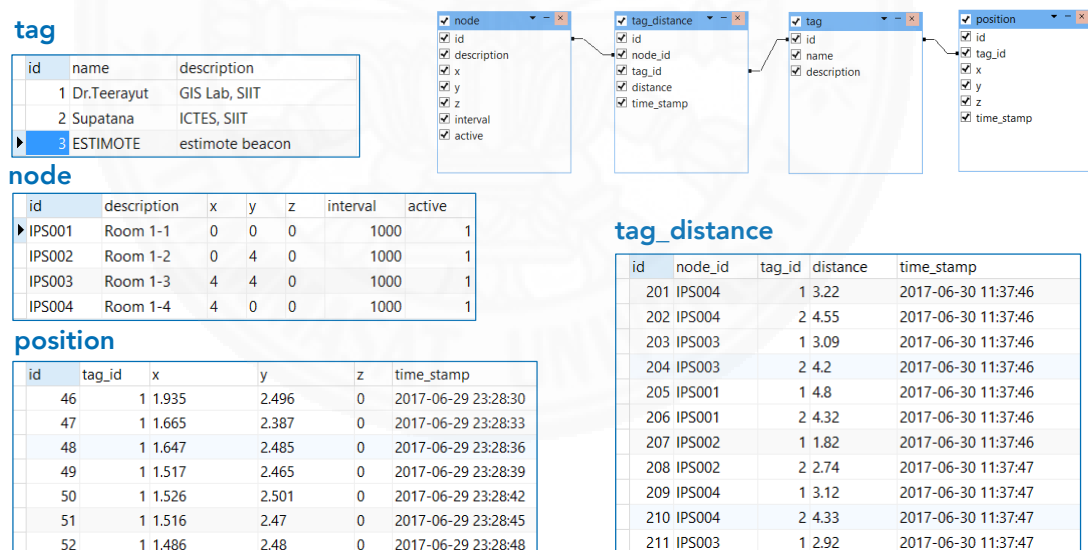 tag
id name description
1 Dr.Teerayut GIS Lab, SIIT
2 Supatana ICTES, SIIT
3 ESTIMOTE estimote beacon
node
id
description
x
y
z
interval
active
tag_distance
id
node_id
tag_id
distance
time_stamp
tag
id
name
description
position
id
tag_id
x
y
z
time_stamp
node
id description x y z interval active
IPS001 Room 1-1 0 0 0 1000 1
IPS002 Room 1-2 0 4 0 1000 1
IPS003 Room 1-3 4 4 0 1000 1
IPS004 Room 1-4 4 0 0 1000 1
position
id tag_id x y z time_stamp
46 1 1.935 2.496 0 2017-06-29 23:28:30
47 1 1.665 2.387 0 2017-06-29 23:28:33
48 1 1.647 2.485 0 2017-06-29 23:28:36
49 1 1.517 2.465 0 2017-06-29 23:28:39
50 1 1.526 2.501 0 2017-06-29 23:28:42
51 1 1.516 2.47 0 2017-06-29 23:28:45
52 1 1.486 2.48 0 2017-06-29 23:28:48
tag_distance
id node_id tag_id distance time_stamp
201 IPS004 1 3.22 2017-06-30 11:37:46
202 IPS004 2 4.55 2017-06-30 11:37:46
203 IPS003 1 3.09 2017-06-30 11:37:46
204 IPS003 2 4.2 2017-06-30 11:37:46
205 IPS001 1 4.8 2017-06-30 11:37:46
206 IPS001 2 4.32 2017-06-30 11:37:46
207 IPS002 1 1.82 2017-06-30 11:37:46
208 IPS002 2 2.74 2017-06-30 11:37:47
209 IPS004 1 3.12 2017-06-30 11:37:47
210 IPS004 2 4.33 2017-06-30 11:37:47
211 IPS003 1 2.92 2017-06-30 11:37:47